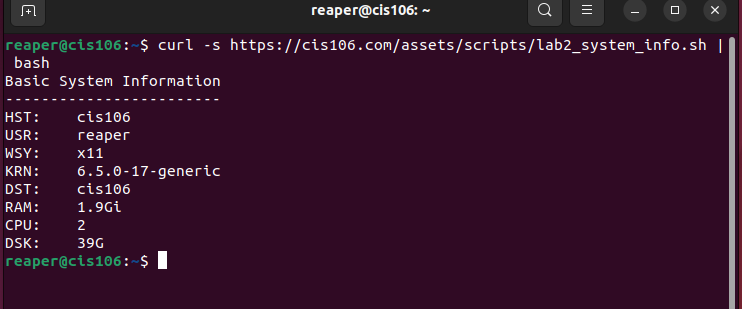 reaper@cis106: ~
reaper@cis106:~$ curl -s https://cis106.com/assets/scripts/lab2_system_info.sh |
 bash
Basic System Information
------------------------
HST:    cis106
USR:    reaper
WSY:    x11
KRN:    6.5.0-17-generic
DST:    cis106
RAM:    1.9Gi
CPU:    2
DSK:    39G
reaper@cis106:~$